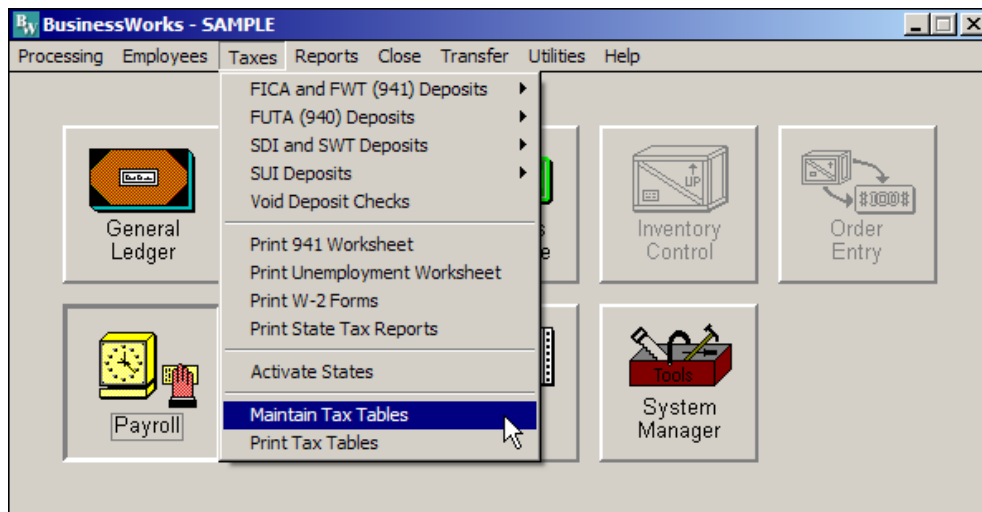 BW BusinessWorks - SAMPLE
Processing Employees Taxes Reports Close Transfer Utilities Help
FICA and FWT (941) Deposits
FUTA (940) Deposits
SDI and SWT Deposits
SUI Deposits
Void Deposit Checks
Print 941 Worksheet
Print Unemployment Worksheet
Print W-2 Forms
Print State Tax Reports
Activate States
Maintain Tax Tables
Print Tax Tables
General
Ledger
UP
Inventory
Control
Order
Entry
Payroll
Tools
System
Manager